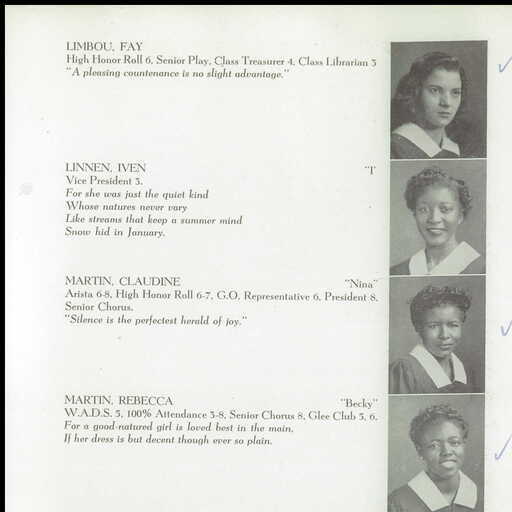 LIMBOU, FAY
High Honor Roll 6, Senior Play, Class Treasurer 4, Class Librarian 3
"A pleasing countenance is no slight advantage."
LINNEN, IVEN "I
Vice President 3.
For she was just the quiet kind
Whose natures never vary
Like streams that keep a summer mind
Snow hid in January.
MARTIN, CLAUDINE "Nina"
Arista 6-8, High Honor Roll 6-7, G.O. Representative 6, President 8,
Senior Chorus.
"Silence is the perfectest herald of joy."
MARTIN, REBECCA "Becky"
W.A.D.S. 5, 100% Attendance 3-8, Senior Chorus 8, Glee Club 5, 6.
For a good-natured girl is loved best in the main,
If her dress is but decent though ever so plain.